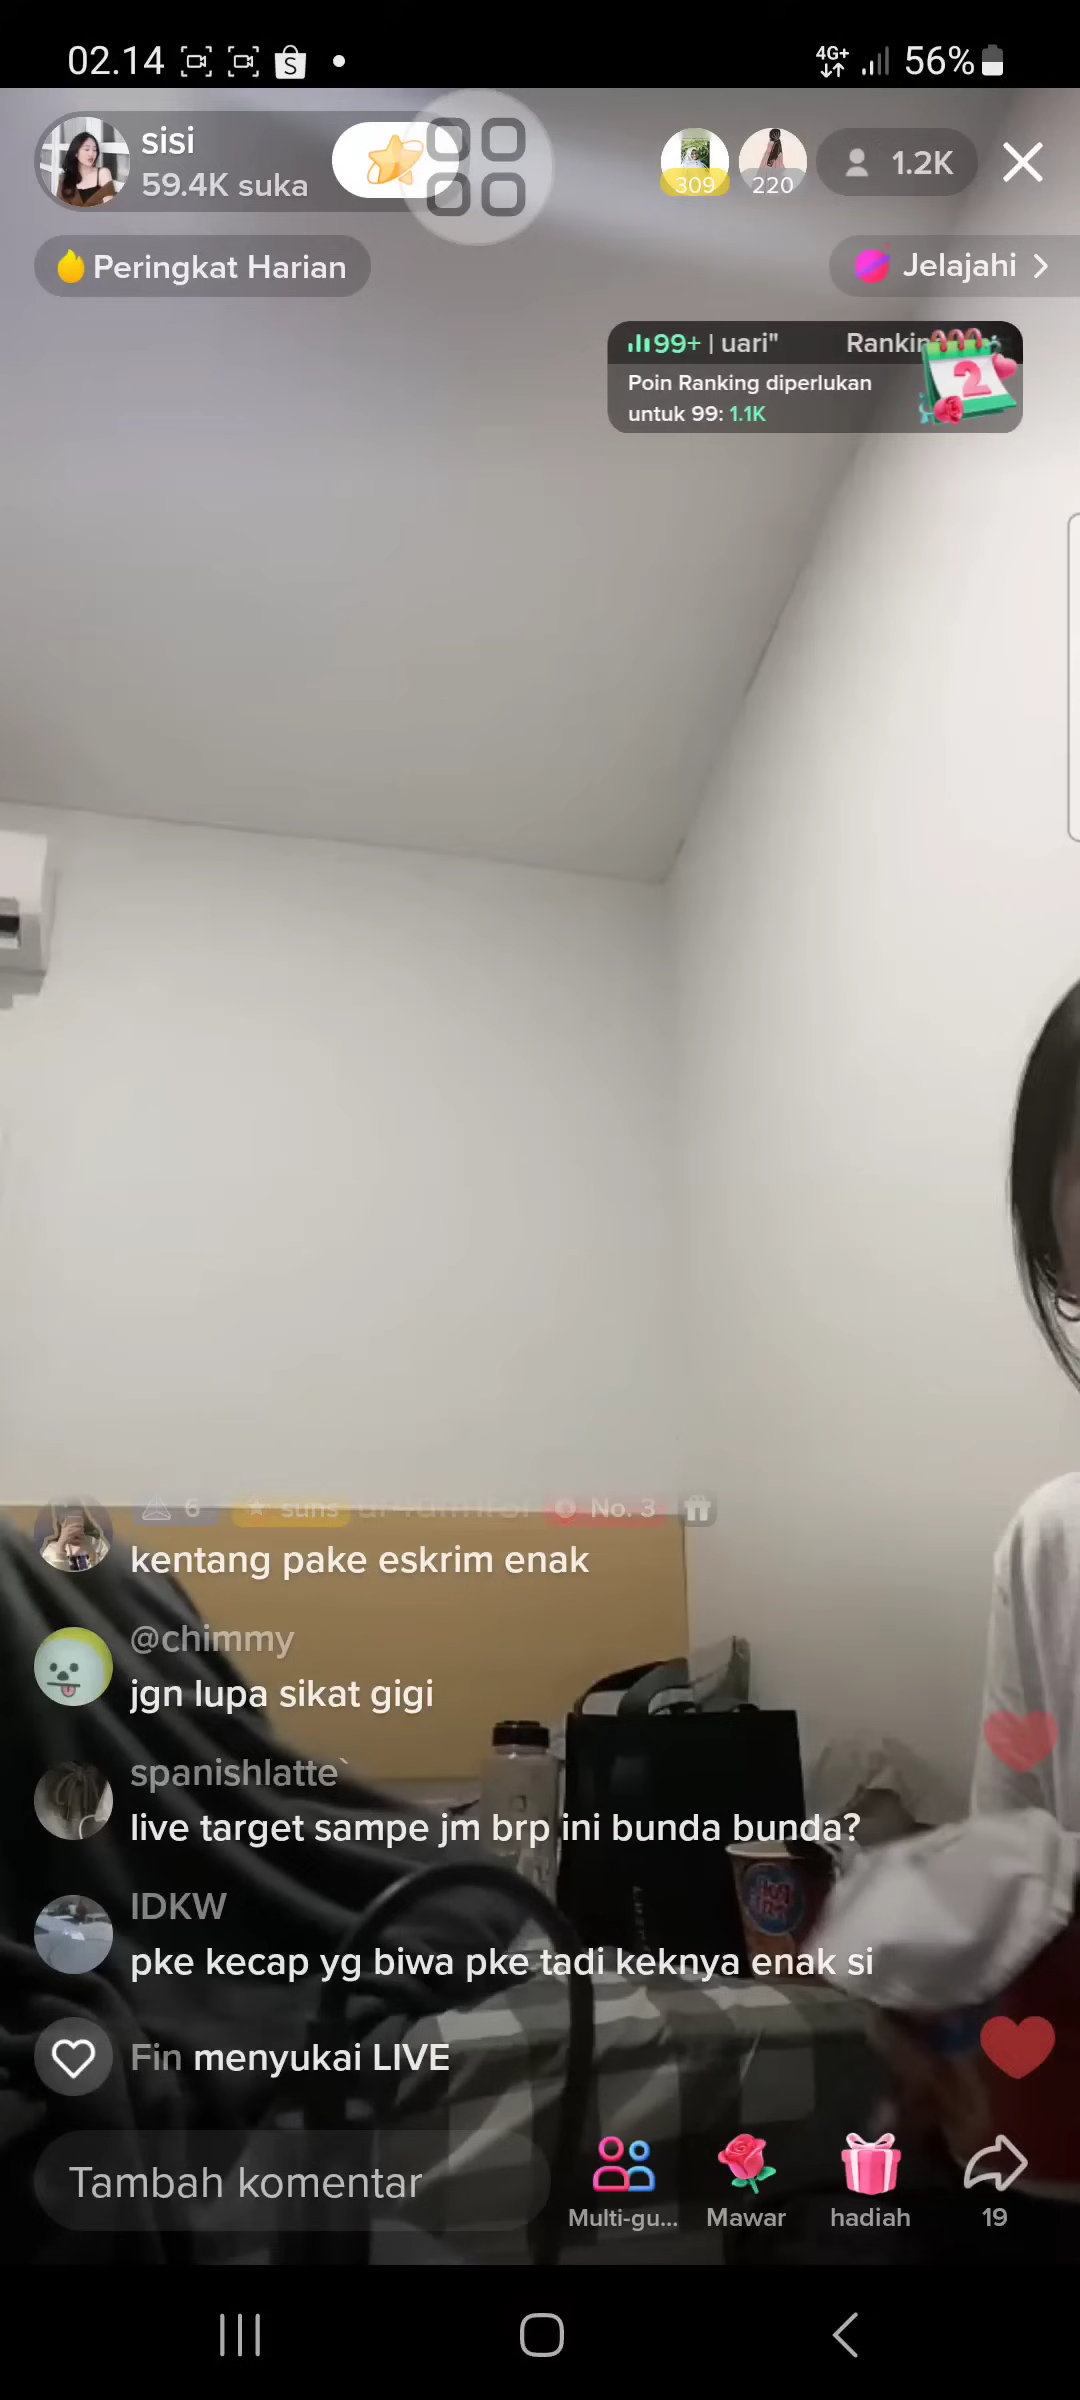 02.14
4G+
56%
sisi
59.4K suka
309
220
1.2K
Peringkat Harian
Jelajahi
99+ | uari"
Rankin
Poin Ranking diperlukan
untuk 99: 1.1K
2
6
suns
No. 3
kentang pake eskrim enak
@chimmy
jgn lupa sikat gigi
spanishlatte`
live target sampe jm brp ini bunda bunda?
IDKW
pke kecap yg biwa pke tadi keknya enak si
Fin menyukai LIVE
Tambah komentar
Multi-gu...
Mawar
hadiah
19